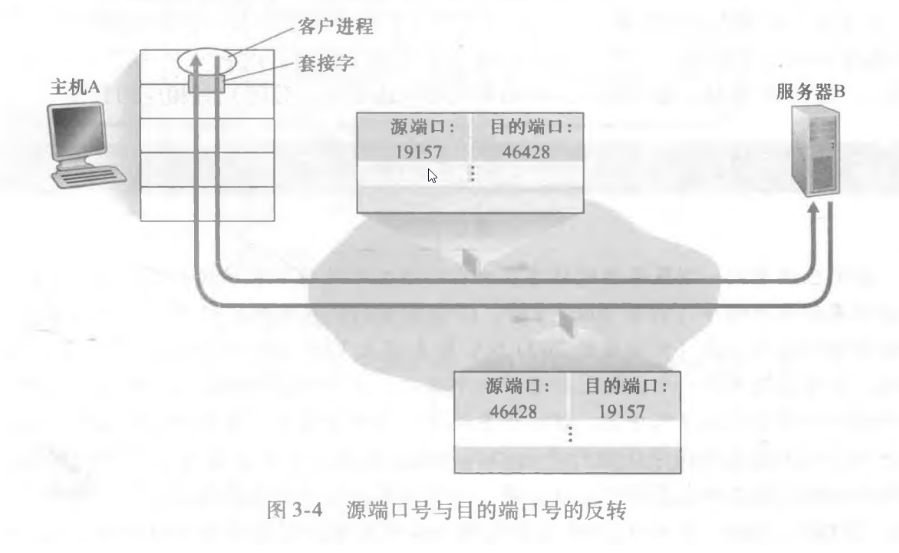 客户进程
套接字
主机A
服务器B
源端口: 目的端口:
19157 46428
源端口: 目的端口:
46428 19157
图 3-4 源端口号与目的端口号的反转